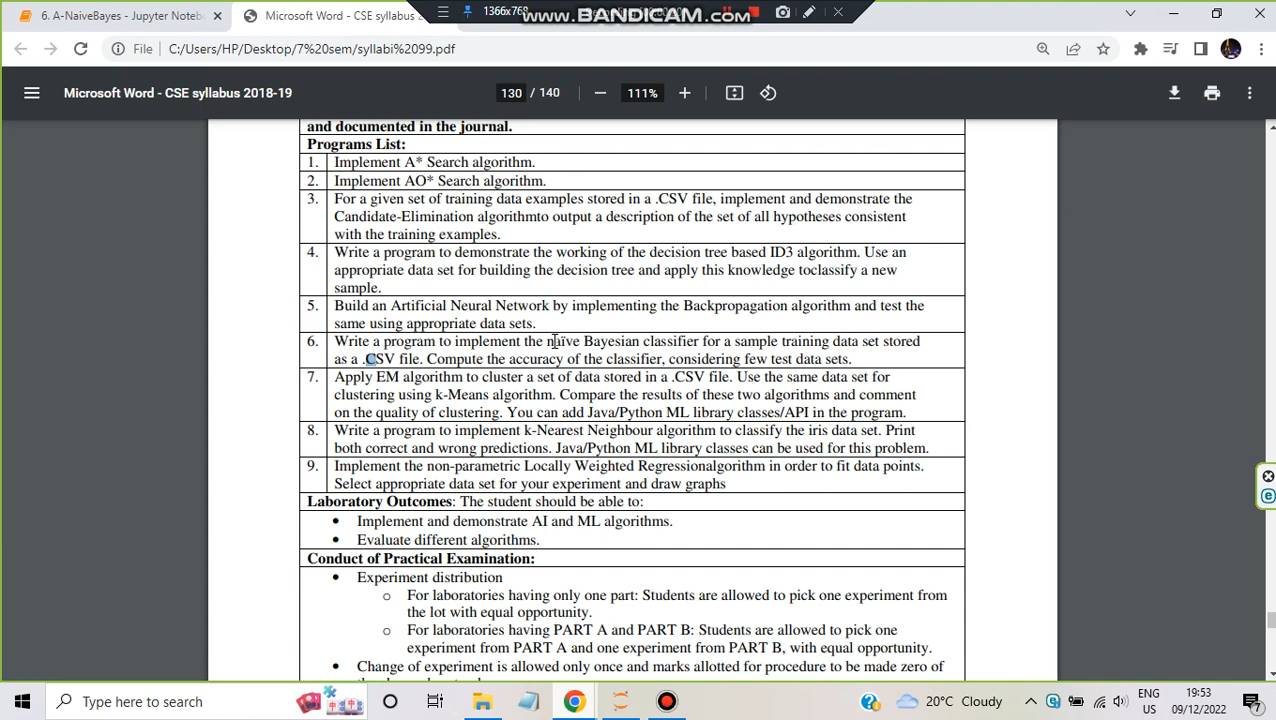 6. A-NaiveBayes - Jupyter Noteb
Microsoft Word - CSE syllabus 2
1366x768
www.BANDICAM.com
File
C:/Users/HP/Desktop/7%20sem/syllabi%2099.pdf
Microsoft Word - CSE syllabus 2018-19
130 / 140
111%
and documented in the journal.
Programs List:
1. Implement A* Search algorithm.
2. Implement AO* Search algorithm.
3. For a given set of training data examples stored in a .CSV file, implement and demonstrate the
Candidate-Elimination algorithmto output a description of the set of all hypotheses consistent
with the training examples.
4. Write a program to demonstrate the working of the decision tree based ID3 algorithm. Use an
appropriate data set for building the decision tree and apply this knowledge toclassify a new
sample.
5. Build an Artificial Neural Network by implementing the Backpropagation algorithm and test the
same using appropriate data sets.
6. Write a program to implement the naïve Bayesian classifier for a sample training data set stored
as a .CSV file. Compute the accuracy of the classifier, considering few test data sets.
7. Apply EM algorithm to cluster a set of data stored in a .CSV file. Use the same data set for
clustering using k-Means algorithm. Compare the results of these two algorithms and comment
on the quality of clustering. You can add Java/Python ML library classes/API in the program.
8. Write a program to implement k-Nearest Neighbour algorithm to classify the iris data set. Print
both correct and wrong predictions. Java/Python ML library classes can be used for this problem.
9. Implement the non-parametric Locally Weighted Regressionalgorithm in order to fit data points.
Select appropriate data set for your experiment and draw graphs
Laboratory Outcomes: The student should be able to:
• Implement and demonstrate AI and ML algorithms.
• Evaluate different algorithms.
Conduct of Practical Examination:
• Experiment distribution
o For laboratories having only one part: Students are allowed to pick one experiment from
the lot with equal opportunity.
o For laboratories having PART A and PART B: Students are allowed to pick one
experiment from PART A and one experiment from PART B, with equal opportunity.
• Change of experiment is allowed only once and marks allotted for procedure to be made zero of
Type here to search
20°C Cloudy
ENG
US
19:53
09/12/2022
7